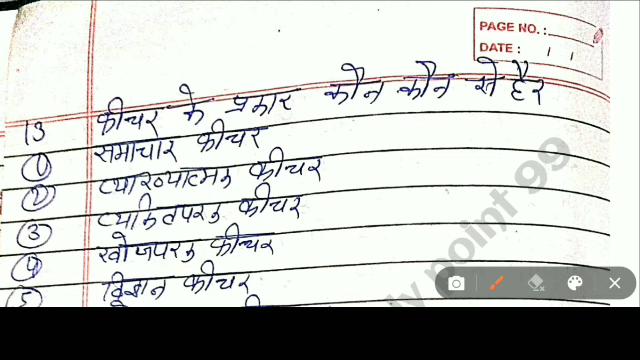 PAGE NO. :
DATE : / /
13 फीचर के प्रकार कौन कौन से हैं?
① समाचार फीचर
② व्याख्यात्मक फीचर
③ व्यक्तिपरक फीचर
④ खोजपरक फीचर
⑤ विज्ञान फीचर
point 99